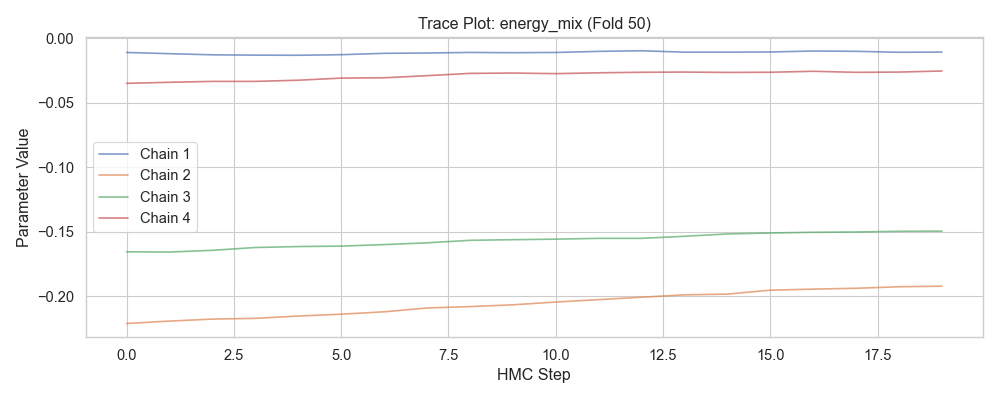 Trace Plot: energy_mix (Fold 50)
Parameter Value
0.00
−0.05
−0.10
−0.15
−0.20
Chain 1
Chain 2
Chain 3
Chain 4
0.0 2.5 5.0 7.5 10.0 12.5 15.0 17.5
HMC Step